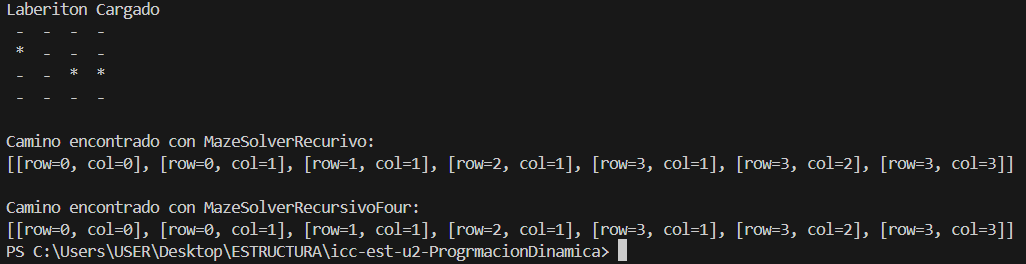 Laberiton Cargado
 -  -  -  -
 *  -  -  -
 -  -  *  *
 -  -  -  -
Camino encontrado con MazeSolverRecurivo:
[[row=0, col=0], [row=0, col=1], [row=1, col=1], [row=2, col=1], [row=3, col=1], [row=3, col=2], [row=3, col=3]]
Camino encontrado con MazeSolverRecursivoFour:
[[row=0, col=0], [row=0, col=1], [row=1, col=1], [row=2, col=1], [row=3, col=1], [row=3, col=2], [row=3, col=3]]
PS C:\Users\USER\Desktop\ESTRUCTURA\icc-est-u2-ProgrmacionDinamica>